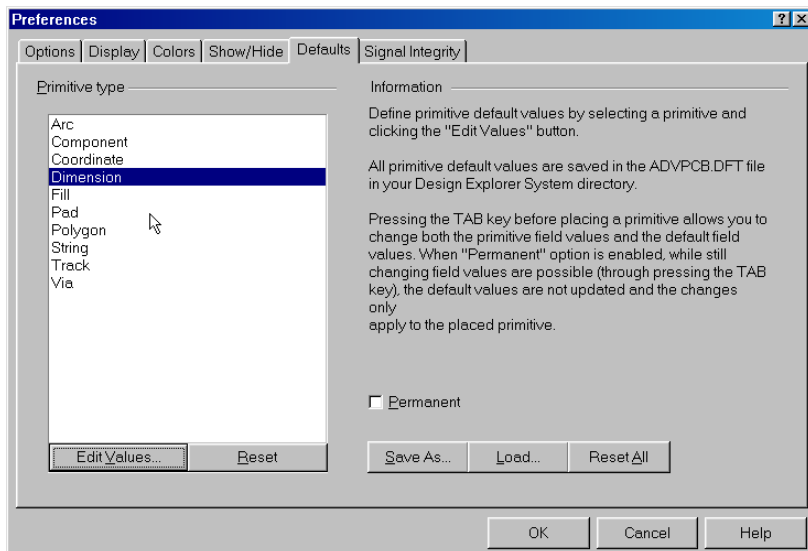 Preferences
Options Display Colors Show/Hide Defaults Signal Integrity
Primitive type
Arc
Component
Coordinate
Dimension
Fill
Pad
Polygon
String
Track
Via
Edit Values... Reset
Information
Define primitive default values by selecting a primitive and
clicking the "Edit Values" button.
All primitive default values are saved in the ADVPCB.DFT file
in your Design Explorer System directory.
Pressing the TAB key before placing a primitive allows you to
change both the primitive field values and the default field
values. When "Permanent" option is enabled, while still
changing field values are possible (through pressing the TAB
key), the default values are not updated and the changes
only
apply to the placed primitive.
Permanent
Save As... Load... Reset All
OK Cancel Help